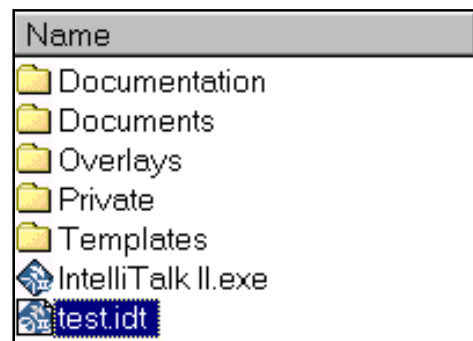 Name
Documentation
Documents
Overlays
Private
Templates
IntelliTalk II.exe
test.idt